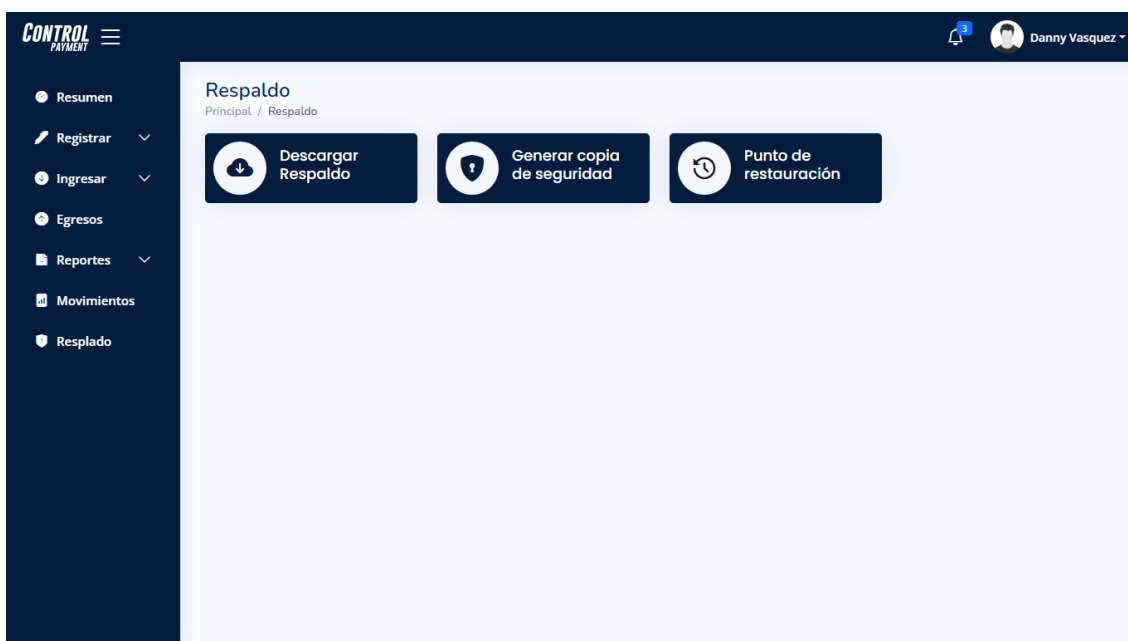 CONTROL
PAYMENT
3
Danny Vasquez
Resumen
Registrar
Ingresar
Egresos
Reportes
Movimientos
Resplado
Respaldo
Principal / Respaldo
Descargar
Respaldo
Generar copia
de seguridad
Punto de
restauración